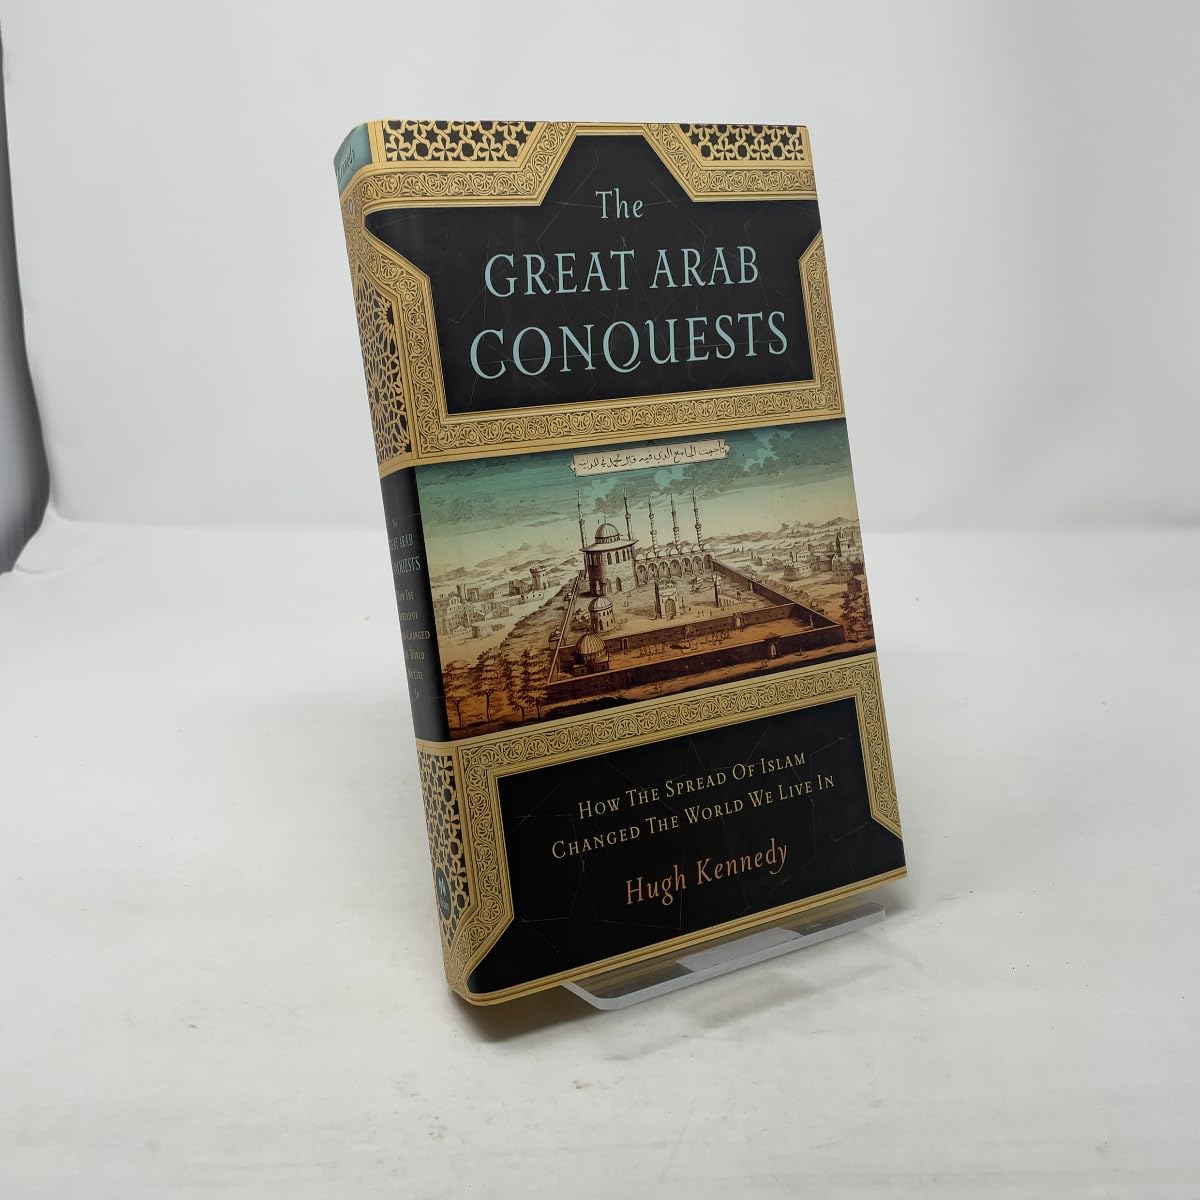 The
GREAT ARAB
CONQUESTS
HOW THE SPREAD OF ISLAM
CHANGED THE WORLD WE LIVE IN
Hugh Kennedy